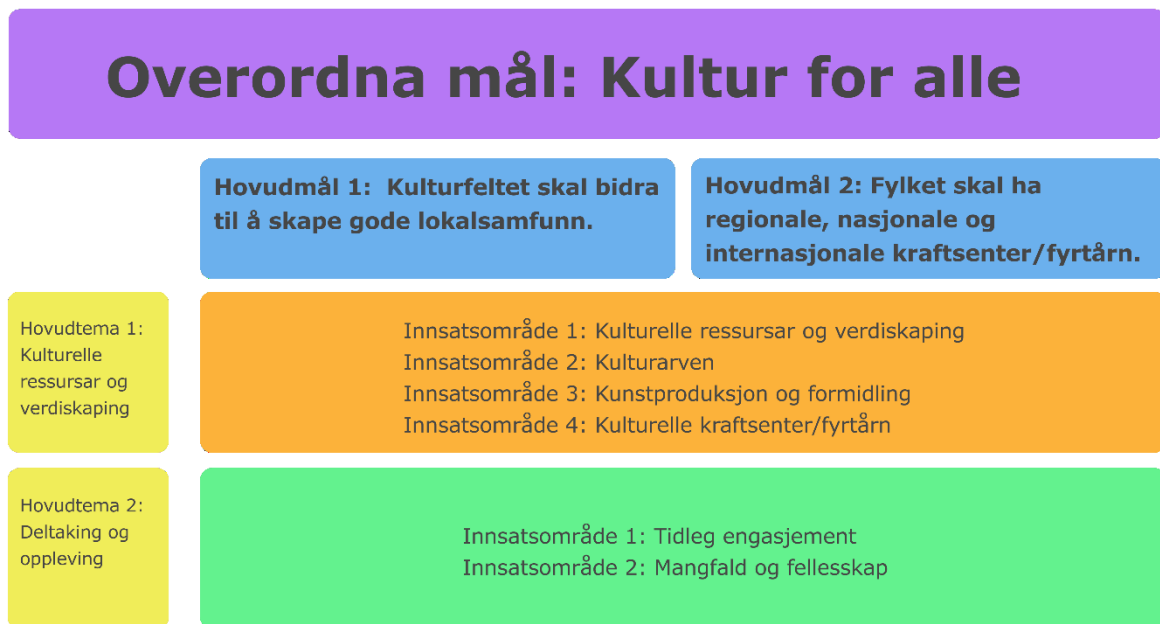 Overordna mål: Kultur for alle
Hovudmål 1:  Kulturfeltet skal bidra
til å skape gode lokalsamfunn.
Hovudmål 2: Fylket skal ha
regionale, nasjonale og
internasjonale kraftsenter/fyrtårn.
Hovudtema 1:
Kulturelle
ressursar og
verdiskaping
Innsatsområde 1: Kulturelle ressursar og verdiskaping
Innsatsområde 2: Kulturarven
Innsatsområde 3: Kunstproduksjon og formidling
Innsatsområde 4: Kulturelle kraftsenter/fyrtårn
Hovudtema 2:
Deltaking og
oppleving
Innsatsområde 1: Tidleg engasjement
Innsatsområde 2: Mangfald og fellesskap